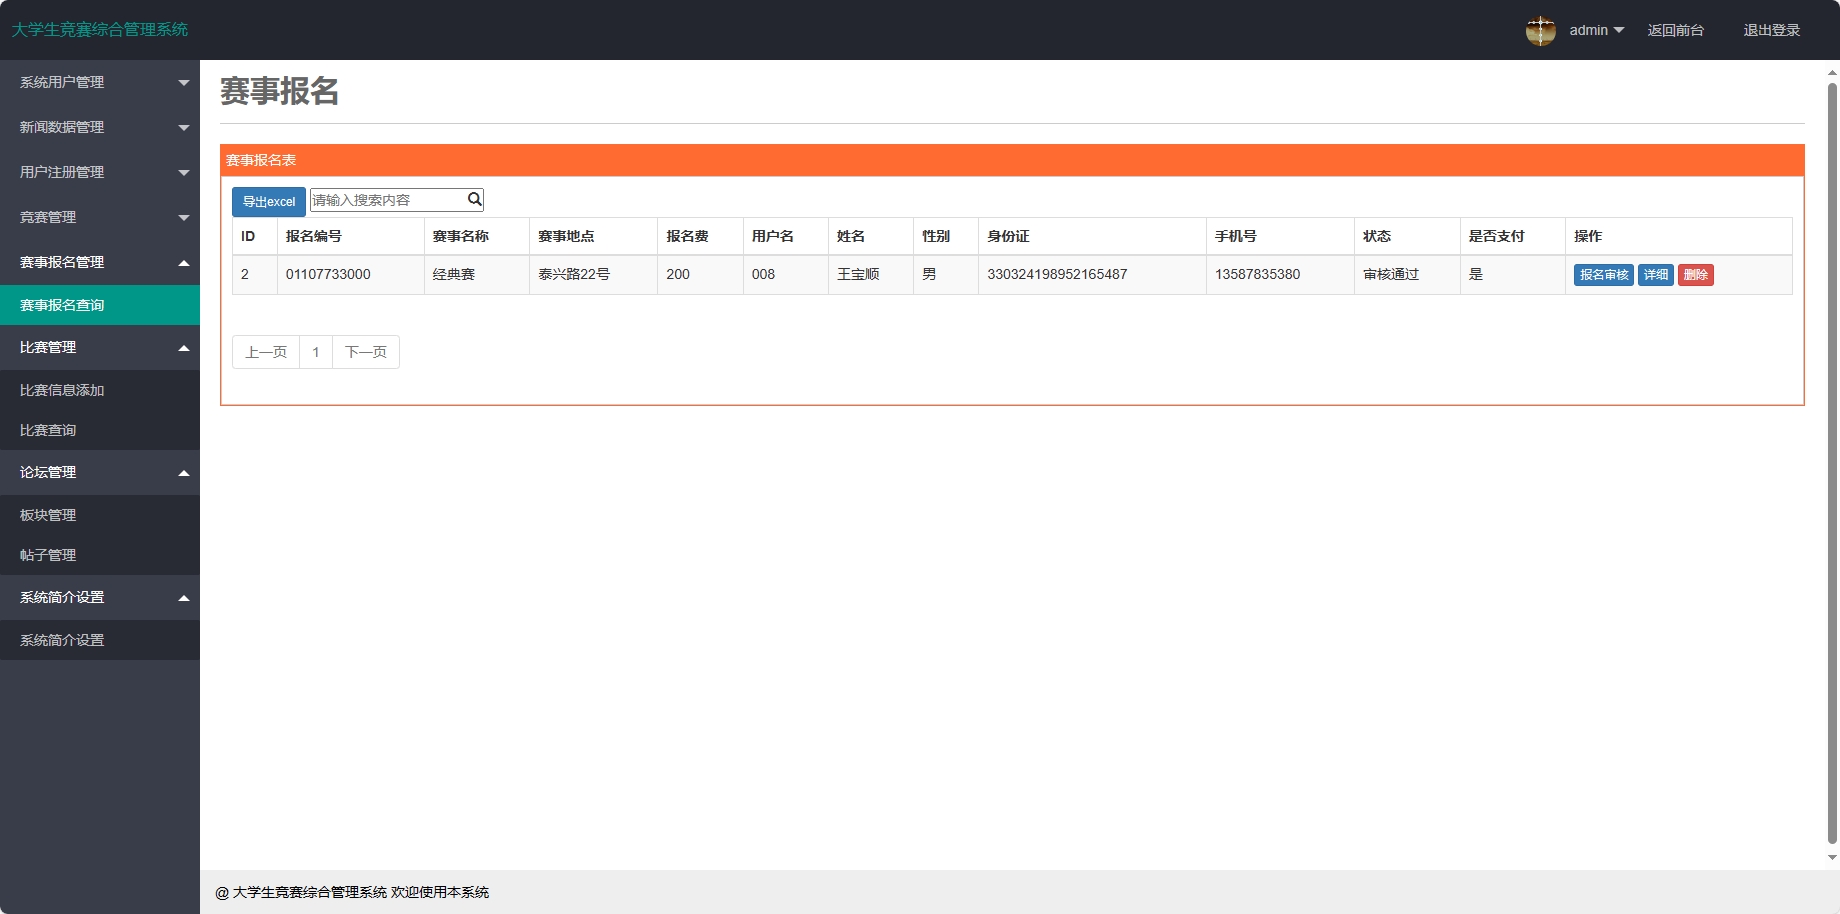 大学生竞赛综合管理系统
admin 返回前台 退出登录
系统用户管理
新闻数据管理
用户注册管理
竞赛管理
赛事报名管理
赛事报名查询
比赛管理
比赛信息添加
比赛查询
论坛管理
板块管理
帖子管理
系统简介设置
系统简介设置
赛事报名
赛事报名表
导出excel 请输入搜索内容
ID 报名编号 赛事名称 赛事地点 报名费 用户名 姓名 性别 身份证 手机号 状态 是否支付 操作
2 01107733000 经典赛 泰兴路22号 200 008 王宝顺 男 330324198952165487 13587835380 审核通过 是 报名审核 详细 删除
上一页 1 下一页
@ 大学生竞赛综合管理系统 欢迎使用本系统